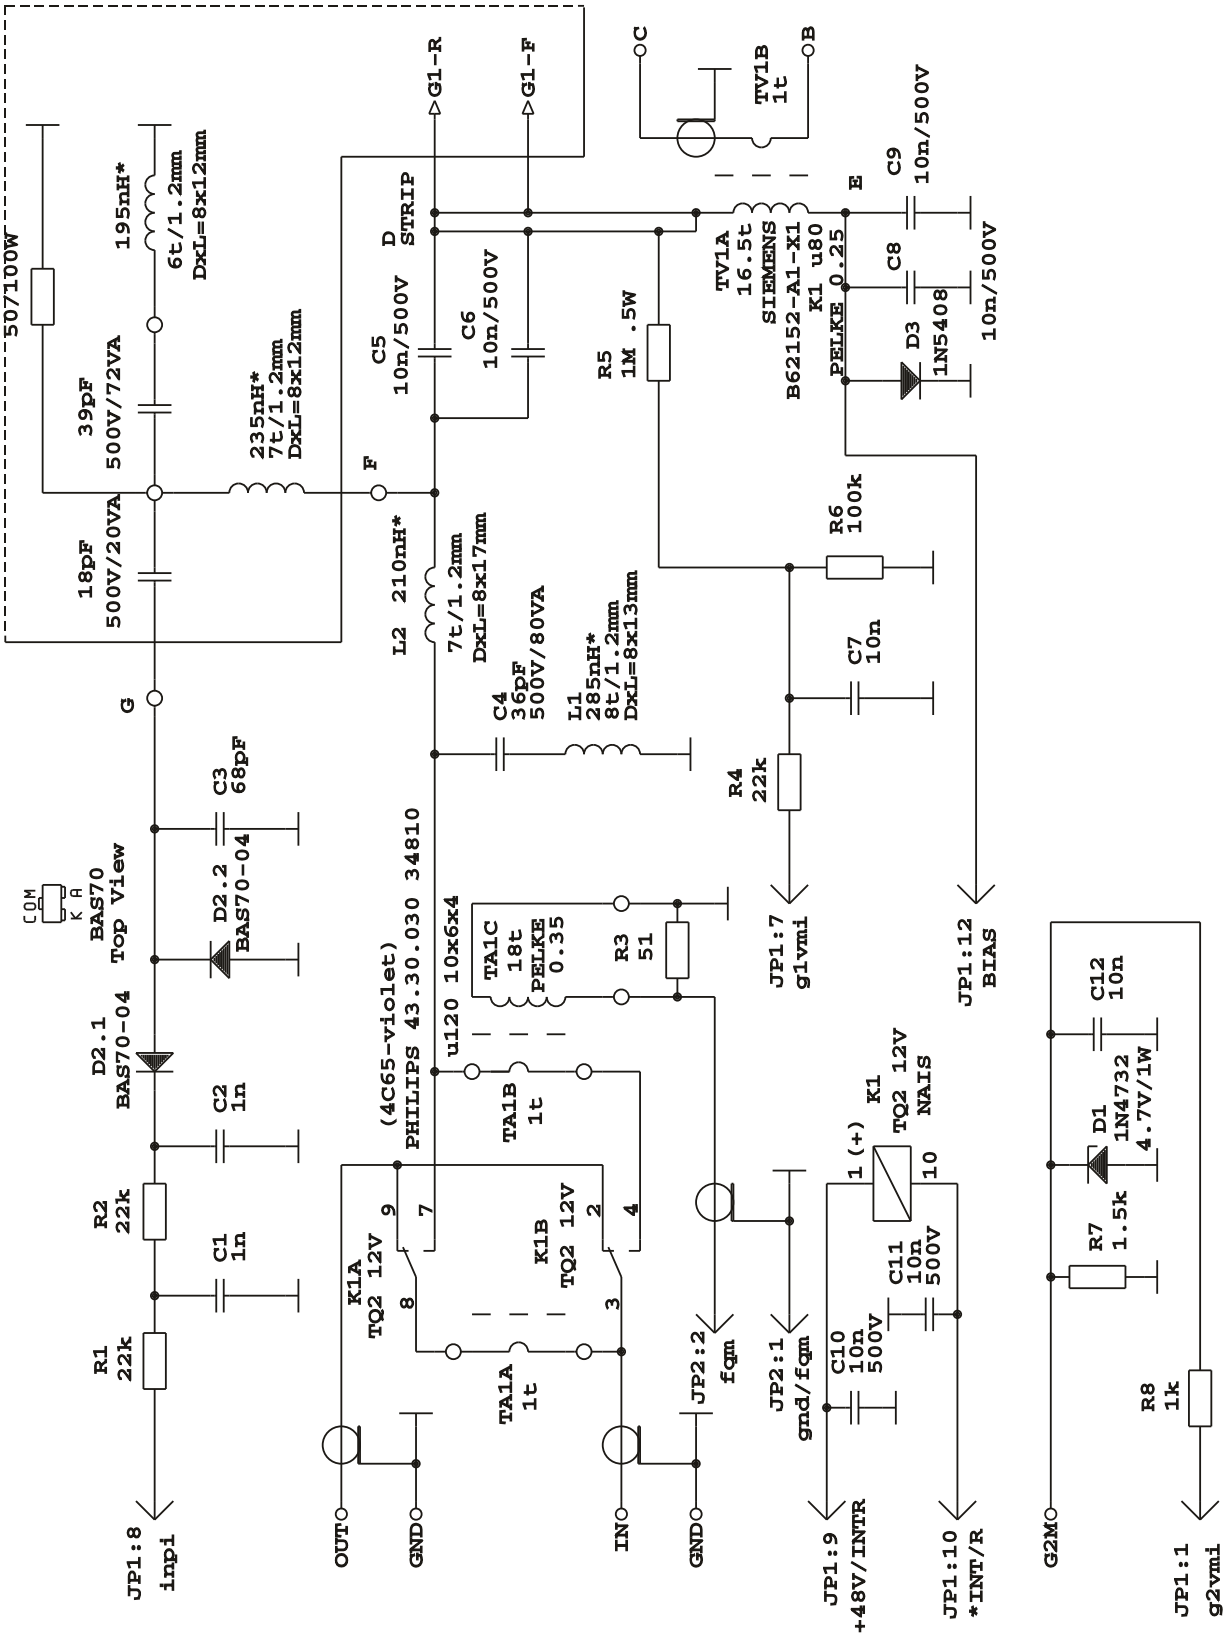 50/100W
195nH*
6t/1.2mm
DxL=8x12mm
39pF
500V/72VA
18pF
500V/20VA
235nH*
7t/1.2mm
DxL=8x12mm
F
G
G1-R
G1-F
D
STRIP
C5
10n/500V
C6
10n/500V
C
B
TV1B
1t
TV1A
16.5t
SIEMENS
B62152-A1-X1
K1 u80
PELKE 0.25
E
C9
10n/500V
C8
10n/500V
D3
1N5408
R5
1M .5W
R6
100k
C7
10n
R4
22k
JP1:7
g1vmi
JP1:12
BIAS
L2 210nH*
7t/1.2mm
DxL=8x17mm
C4
36pF
500V/80VA
L1
285nH*
8t/1.2mm
DxL=8x13mm
C3
68pF
D2.2
BAS70-04
COM
K A
BAS70
Top View
D2.1
BAS70-04
C2
1n
R2
22k
C1
1n
R1
22k
JP1:8
inpi
(4C65-violet)
PHILIPS 43.30.030 34810
u120 10x6x4
TA1C
18t
PELKE
0.35
R3
51
TA1B
1t
9
7
8
K1A
TQ2 12V
K1B
TQ2 12V
2
4
3
TA1A
1t
OUT
GND
IN
GND
JP2:2
fqm
JP2:1
gnd/fqm
K1
TQ2 12V
NAIS
1 (+)
10
C11
10n
500V
C10
10n
500V
JP1:9
+48V/INTR
JP1:10
*INT/R
C12
10n
D1
1N4732
4.7V/1W
R7
1.5k
R8
1k
G2M
JP1:1
g2vmi